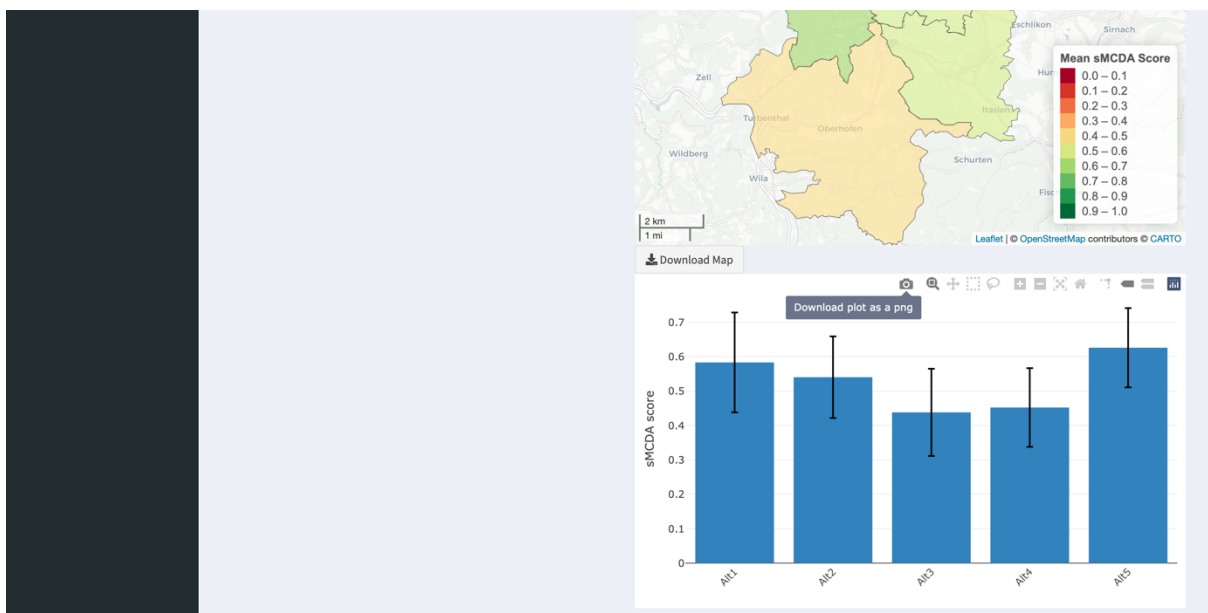 Eschlikon
Sirnach
Mean sMCDA Score
0.0 – 0.1
0.1 – 0.2
0.2 – 0.3
0.3 – 0.4
0.4 – 0.5
0.5 – 0.6
0.6 – 0.7
0.7 – 0.8
0.8 – 0.9
0.9 – 1.0
Zell
Itaslen
Turbenthal
Oberhofen
Wildberg
Schurten
Wila
2 km
1 mi
Leaflet | © OpenStreetMap contributors © CARTO
Download Map
Download plot as a png
sMCDA score
0.7
0.6
0.5
0.4
0.3
0.2
0.1
0
Alt1
Alt2
Alt3
Alt4
Alt5